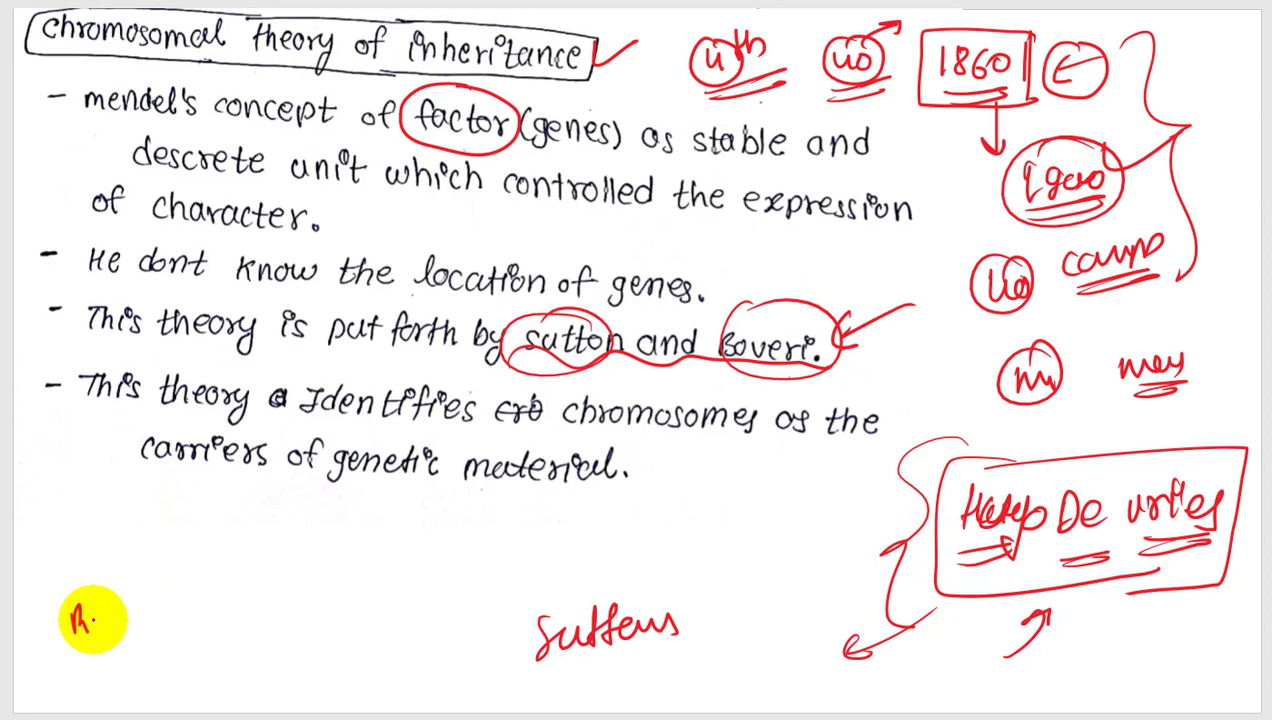 chromosomal theory of inheritance
- mendel's concept of factor (genes) as stable and
descrete unit which controlled the expression
of character.
- He dont know the location of genes.
- This theory is put forth by Sutton and Boveri.
- This theory Identifies chromosomes as the
carriers of genetic material.
1860
1900
De vries